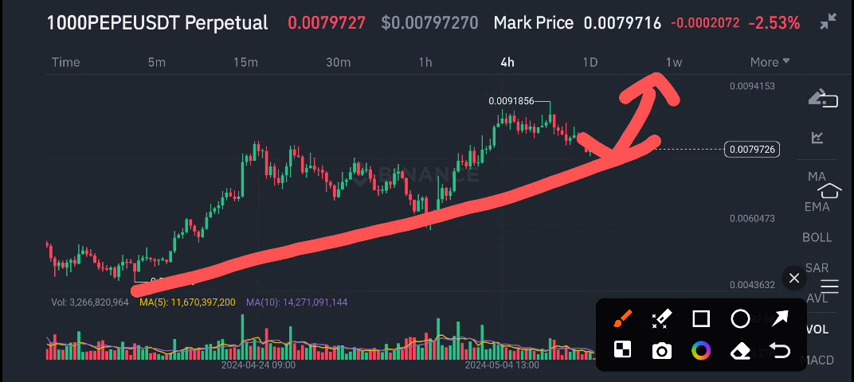 1000PEPEUSDT Perpetual 0.0079727 $0.00797270 Mark Price 0.0079716 -0.0002072 -2.53%
Time 5m 15m 30m 1h 4h 1D 1w More
0.0094153
0.0091856
0.0079726
BINANCE
MA
EMA
0.0060473
BOLL
SAR
0.0043632
AVL
Vol: 3,266,820,964 MA(5): 11,670,397,200 MA(10): 14,271,091,144
VOL
MACD
2024-04-24 09:00 2024-05-04 13:00